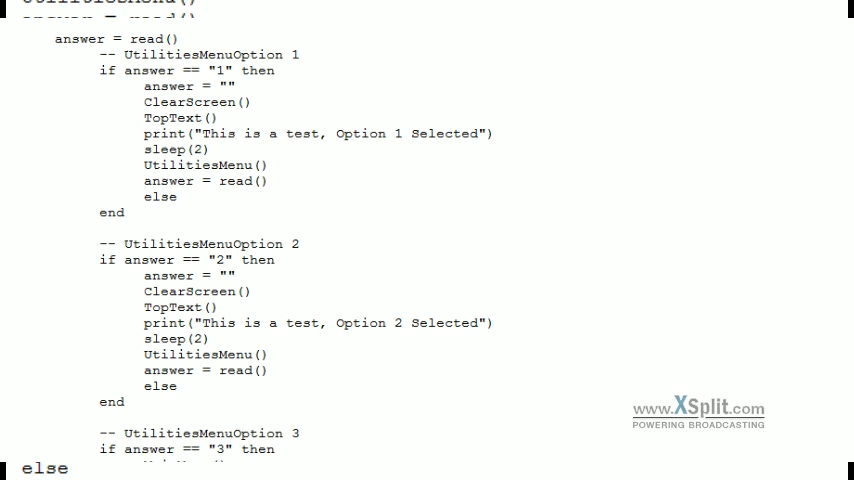 answer = read()
answer = read()
-- UtilitiesMenuOption 1
if answer == "1" then
answer = ""
ClearScreen()
TopText()
print("This is a test, Option 1 Selected")
sleep(2)
UtilitiesMenu()
answer = read()
else
end
-- UtilitiesMenuOption 2
if answer == "2" then
answer = ""
ClearScreen()
TopText()
print("This is a test, Option 2 Selected")
sleep(2)
UtilitiesMenu()
answer = read()
else
end
-- UtilitiesMenuOption 3
if answer == "3" then
else
www.XSplit.com
POWERING BROADCASTING